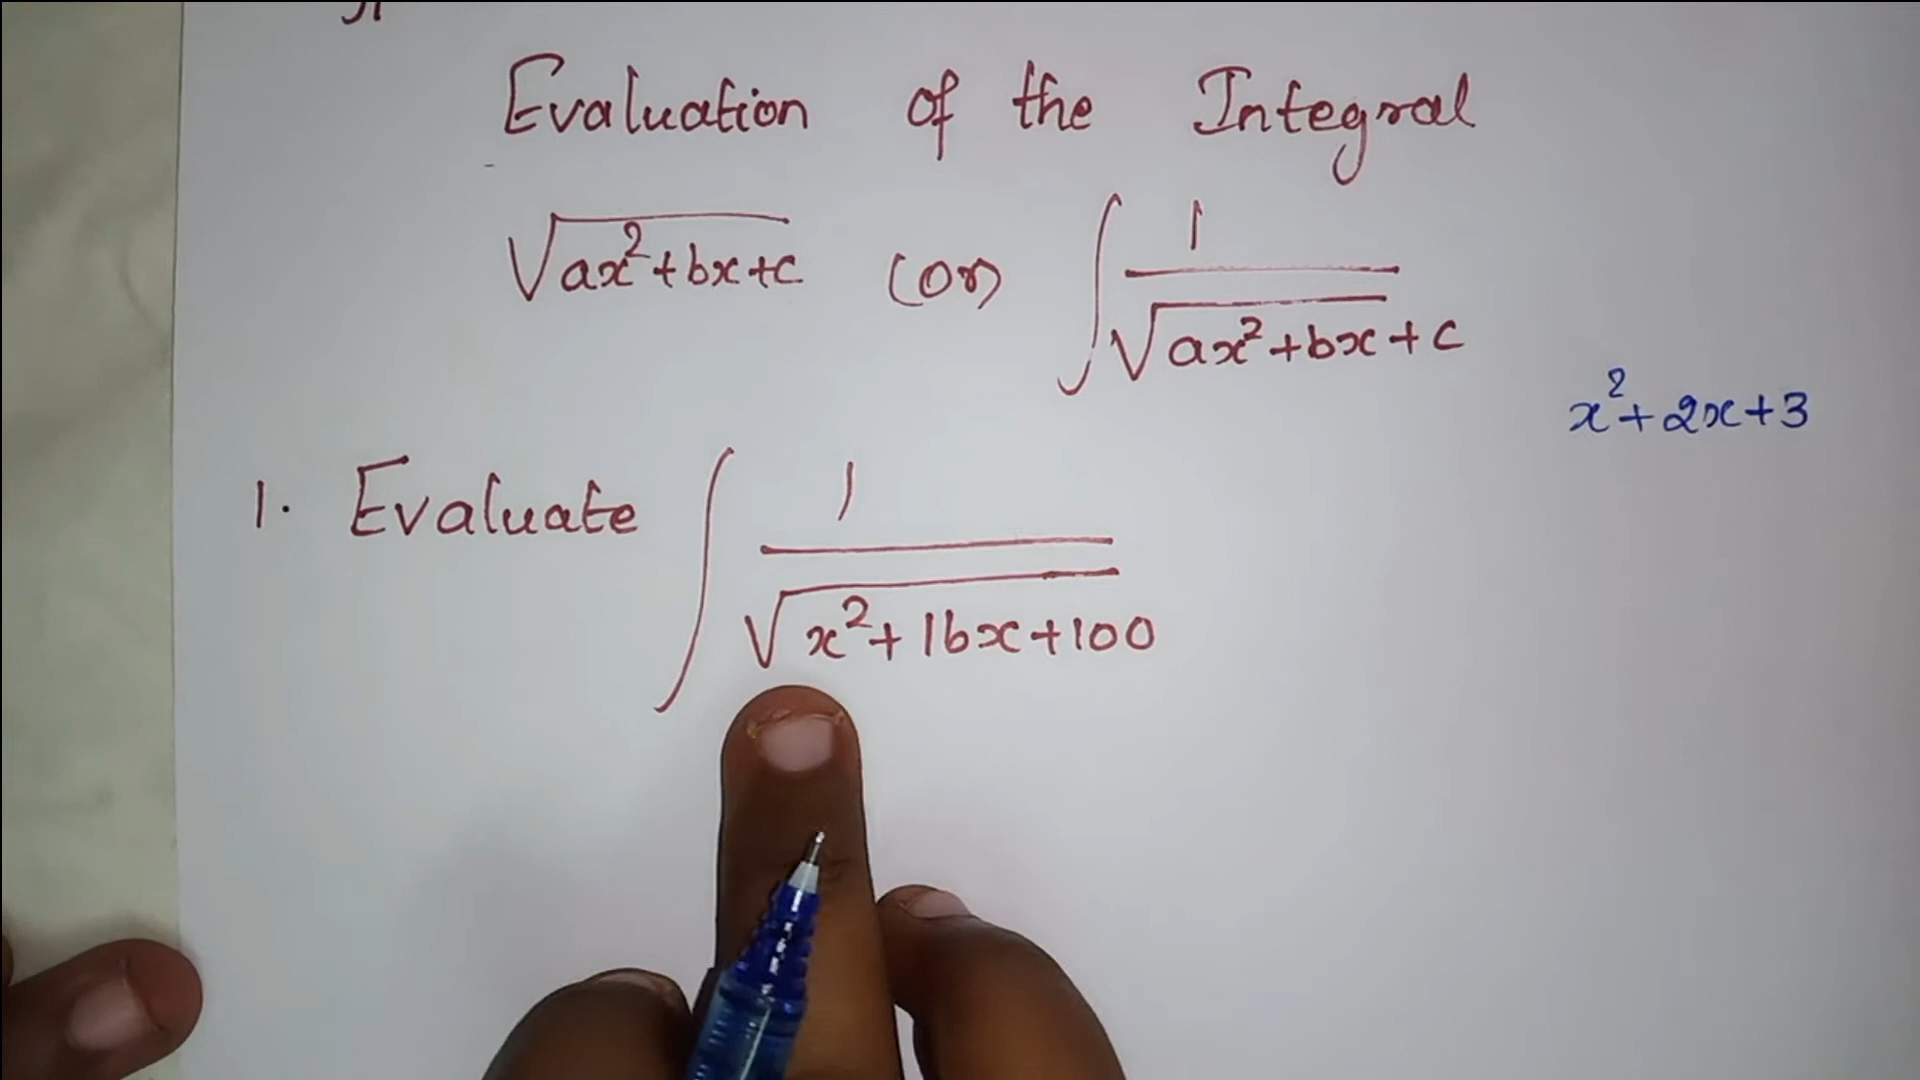 Evaluation of the Integral
√ax²+bx+c (or) ∫ 1/√ax²+bx+c
x²+2x+3
1. Evaluate ∫ 1/√x²+16x+100